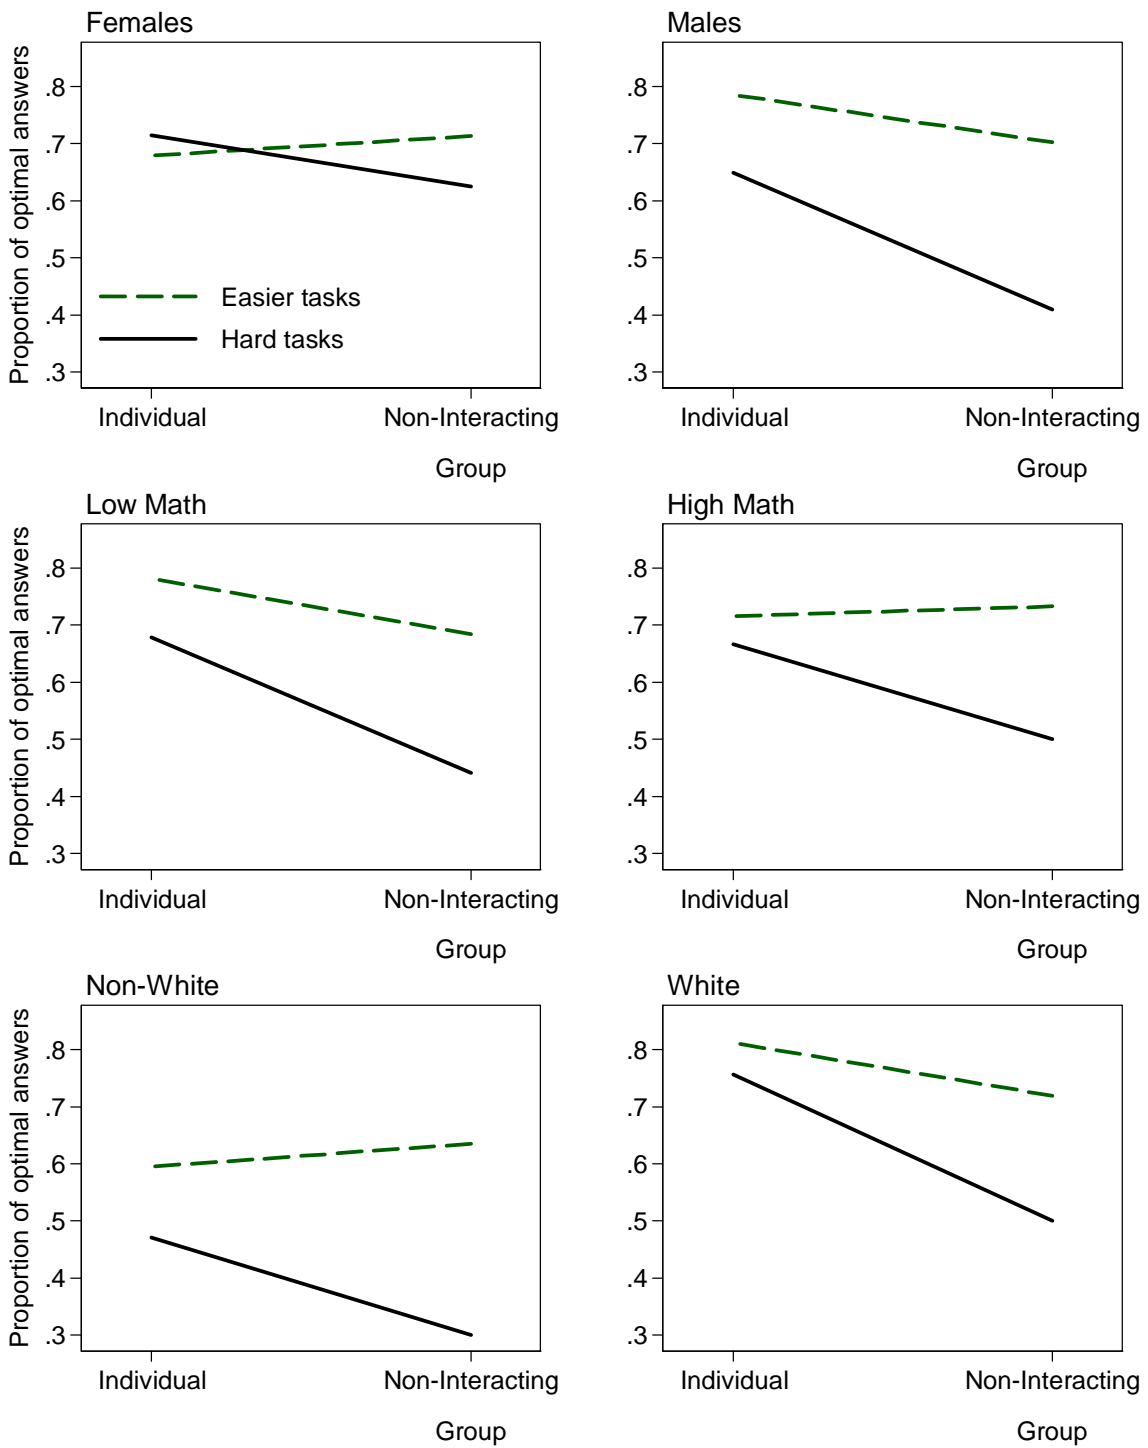 Females
Proportion of optimal answers
.8
.7
.6
.5
.4
.3
Easier tasks
Hard tasks
Individual
Non-Interacting
Group
Males
.8
.7
.6
.5
.4
.3
Individual
Non-Interacting
Group
Low Math
Proportion of optimal answers
.8
.7
.6
.5
.4
.3
Individual
Non-Interacting
Group
High Math
.8
.7
.6
.5
.4
.3
Individual
Non-Interacting
Group
Non-White
Proportion of optimal answers
.8
.7
.6
.5
.4
.3
Individual
Non-Interacting
Group
White
.8
.7
.6
.5
.4
.3
Individual
Non-Interacting
Group